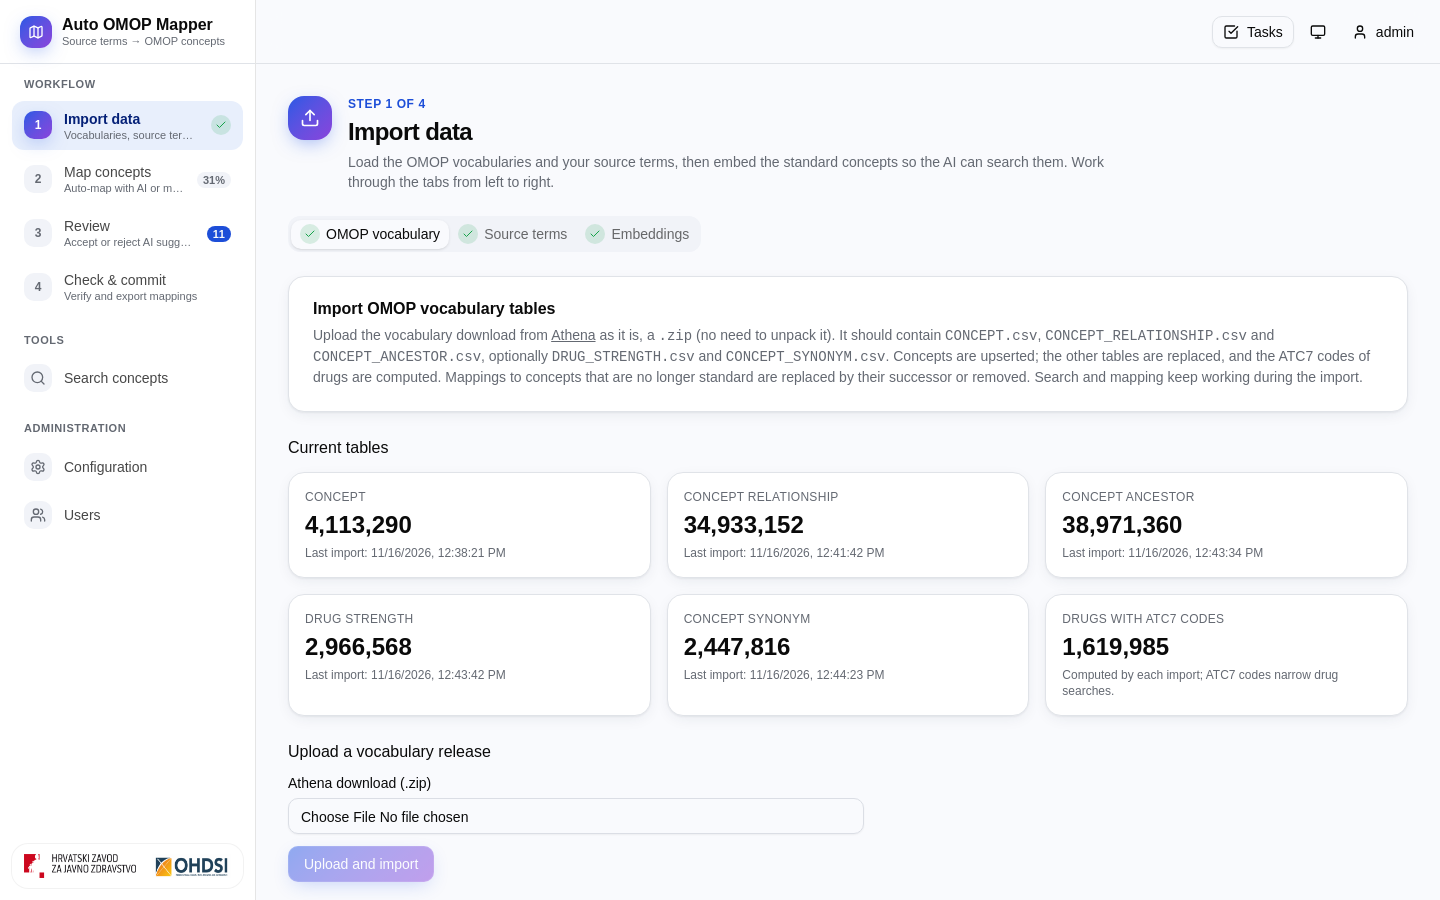 Auto OMOP Mapper
Source terms → OMOP concepts
Tasks
admin
WORKFLOW
1
Import data
Vocabularies, source ter…
2
Map concepts
Auto-map with AI or m…
31%
3
Review
Accept or reject AI sugg…
11
4
Check & commit
Verify and export mappings
TOOLS
Search concepts
ADMINISTRATION
Configuration
Users
HRVATSKI ZAVOD
ZA JAVNO ZDRAVSTVO
OHDSI
STEP 1 OF 4
Import data
Load the OMOP vocabularies and your source terms, then embed the standard concepts so the AI can search them. Work
through the tabs from left to right.
OMOP vocabulary
Source terms
Embeddings
Import OMOP vocabulary tables
Upload the vocabulary download from Athena as it is, a .zip (no need to unpack it). It should contain CONCEPT.csv, CONCEPT_RELATIONSHIP.csv and
CONCEPT_ANCESTOR.csv, optionally DRUG_STRENGTH.csv and CONCEPT_SYNONYM.csv. Concepts are upserted; the other tables are replaced, and the ATC7 codes of
drugs are computed. Mappings to concepts that are no longer standard are replaced by their successor or removed. Search and mapping keep working during the import.
Current tables
CONCEPT
4,113,290
Last import: 11/16/2026, 12:38:21 PM
CONCEPT RELATIONSHIP
34,933,152
Last import: 11/16/2026, 12:41:42 PM
CONCEPT ANCESTOR
38,971,360
Last import: 11/16/2026, 12:43:34 PM
DRUG STRENGTH
2,966,568
Last import: 11/16/2026, 12:43:42 PM
CONCEPT SYNONYM
2,447,816
Last import: 11/16/2026, 12:44:23 PM
DRUGS WITH ATC7 CODES
1,619,985
Computed by each import; ATC7 codes narrow drug
searches.
Upload a vocabulary release
Athena download (.zip)
Choose File No file chosen
Upload and import